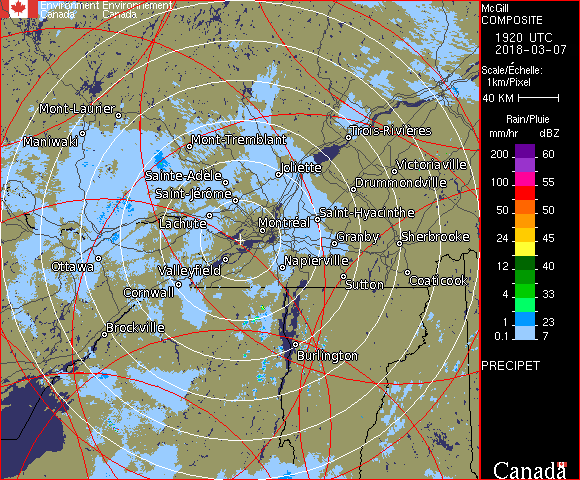 Environment Environnement
Canada Canada
McGill
COMPOSITE
1920 UTC
2018-03-07
Scale/Échelle:
1km/Pixel
40 KM
Rain/Pluie
mm/hr dBZ
200 60
150 57
100 55
50 50
24 45
12 40
4 33
1 23
0.1 7
PRECIPET
Canada
Mont-Laurier
Maniwaki
Mont-Tremblant
Trois-Rivières
Sainte-Adèle
Joliette
Victoriaville
Saint-Jérôme
Drummondville
Lachute
Montréal
Saint-Hyacinthe
Granby
Sherbrooke
Ottawa
Valleyfield
Napierville
Sutton
Coaticook
Cornwall
Brockville
Burlington